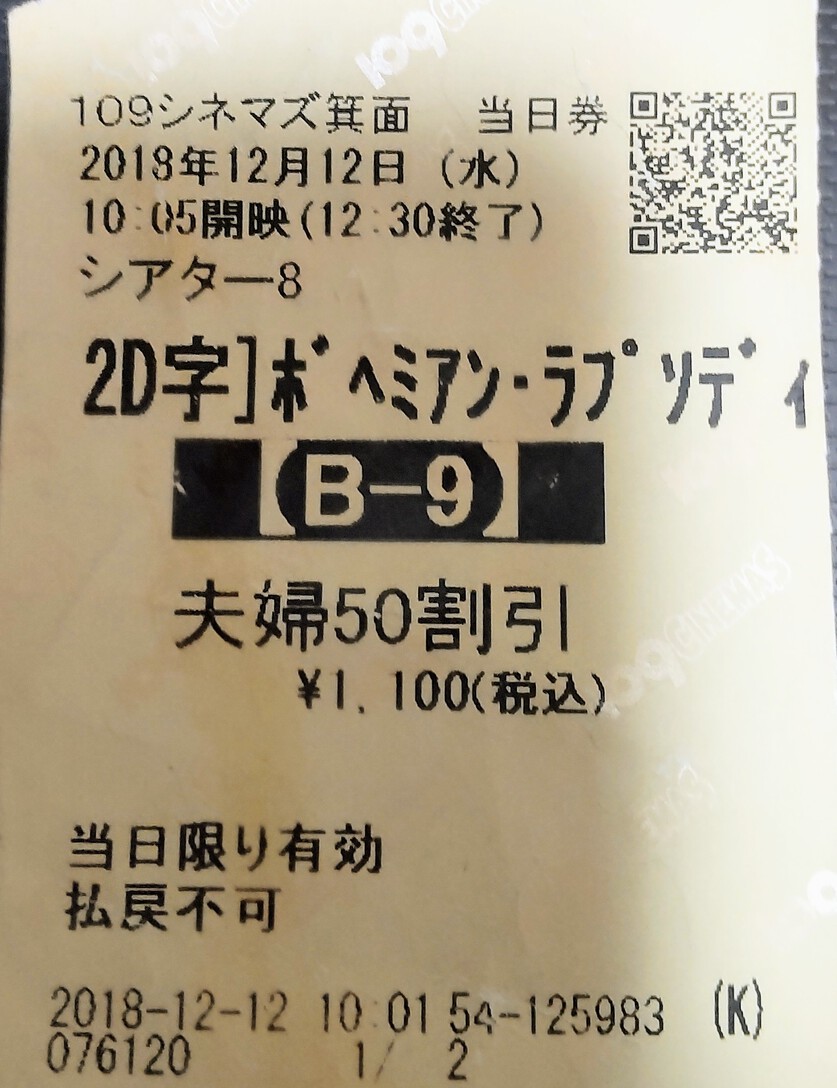 109シネマズ箕面 当日券
2018年12月12日 (水)
10:05開映(12:30終了)
シアター8
2D字]ボヘミアン・ラプソディ
【(B-9)】
夫婦50割引
¥1,100(税込)
当日限り有効
払戻不可
2018-12-12 10:01 54-125983 (K)
076120 1/ 2